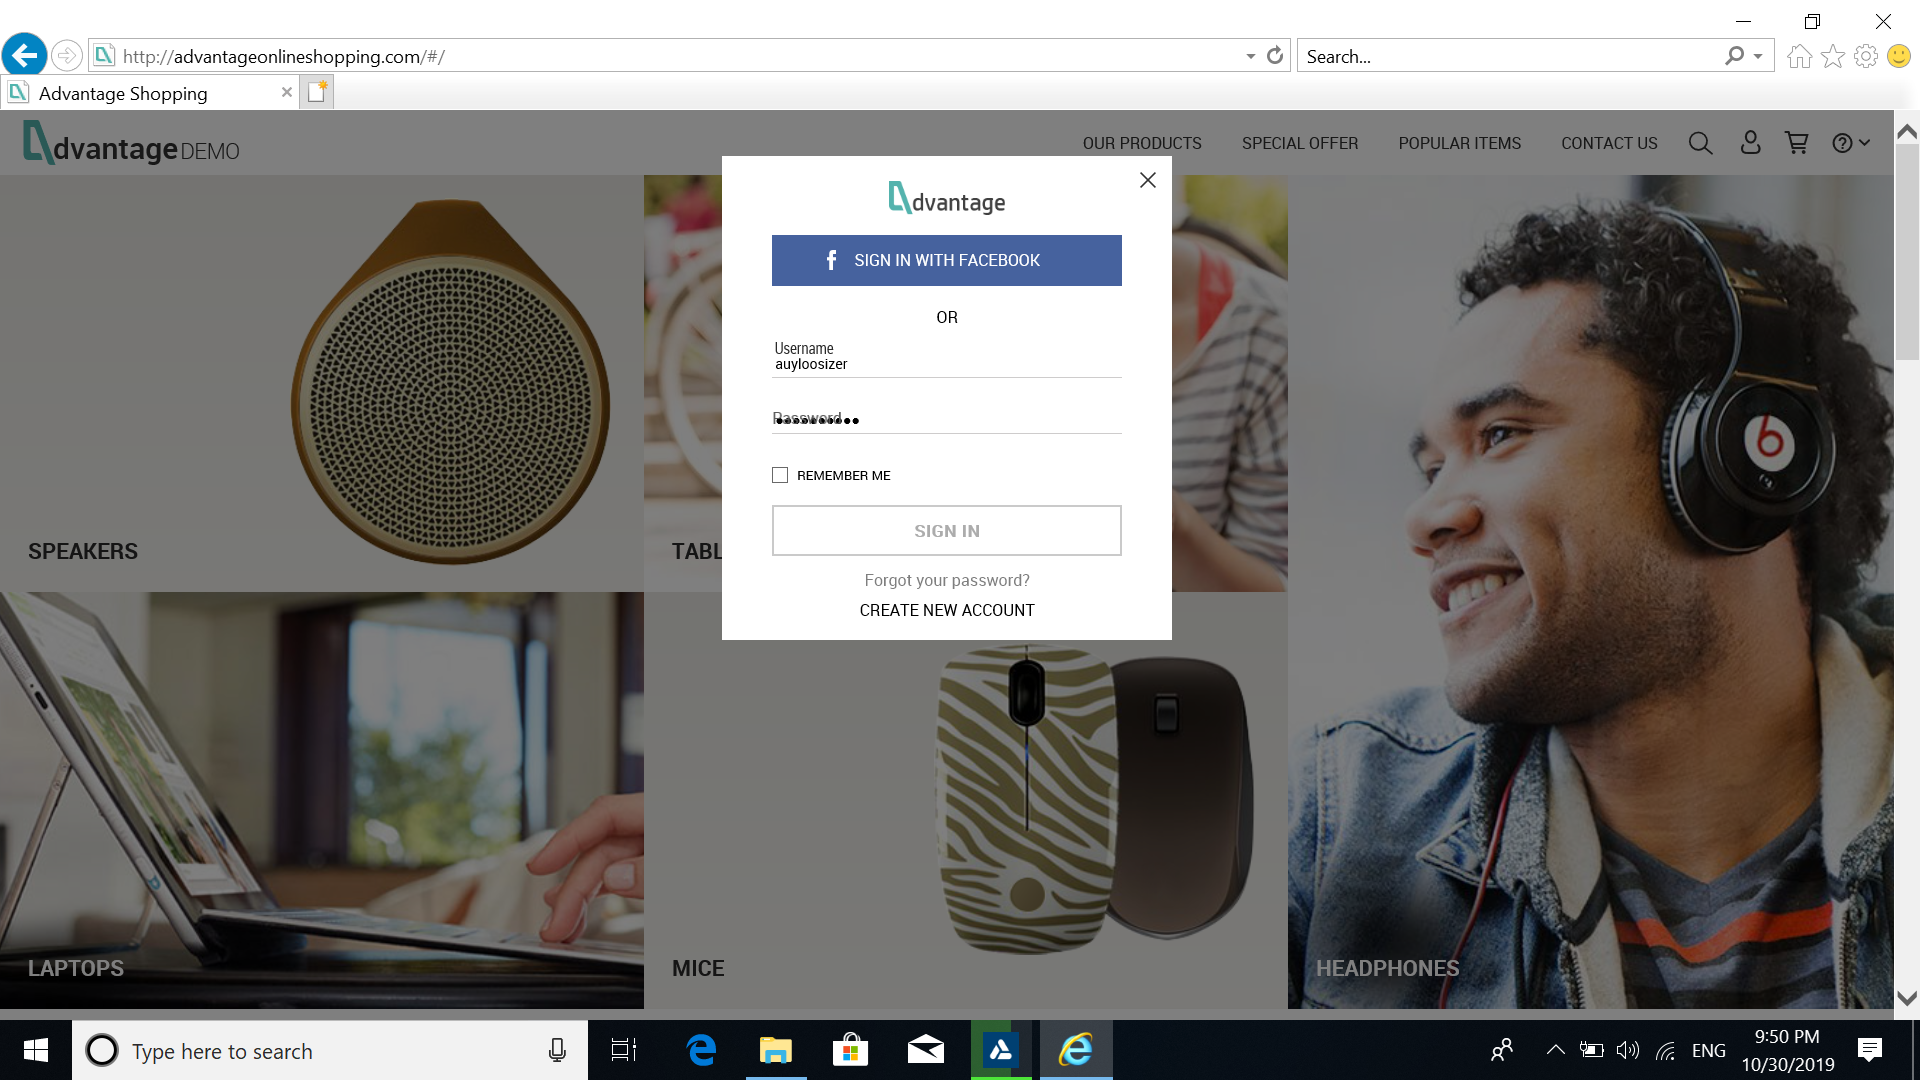 http://advantageonlineshopping.com/#/
Search...
Advantage Shopping
dvantage DEMO
OUR PRODUCTS
SPECIAL OFFER
POPULAR ITEMS
CONTACT US
dvantage
f SIGN IN WITH FACEBOOK
OR
Username
auyloosizer
Password
REMEMBER ME
SIGN IN
Forgot your password?
CREATE NEW ACCOUNT
SPEAKERS
TABL
LAPTOPS
MICE
HEADPHONES
Type here to search
ENG
9:50 PM
10/30/2019